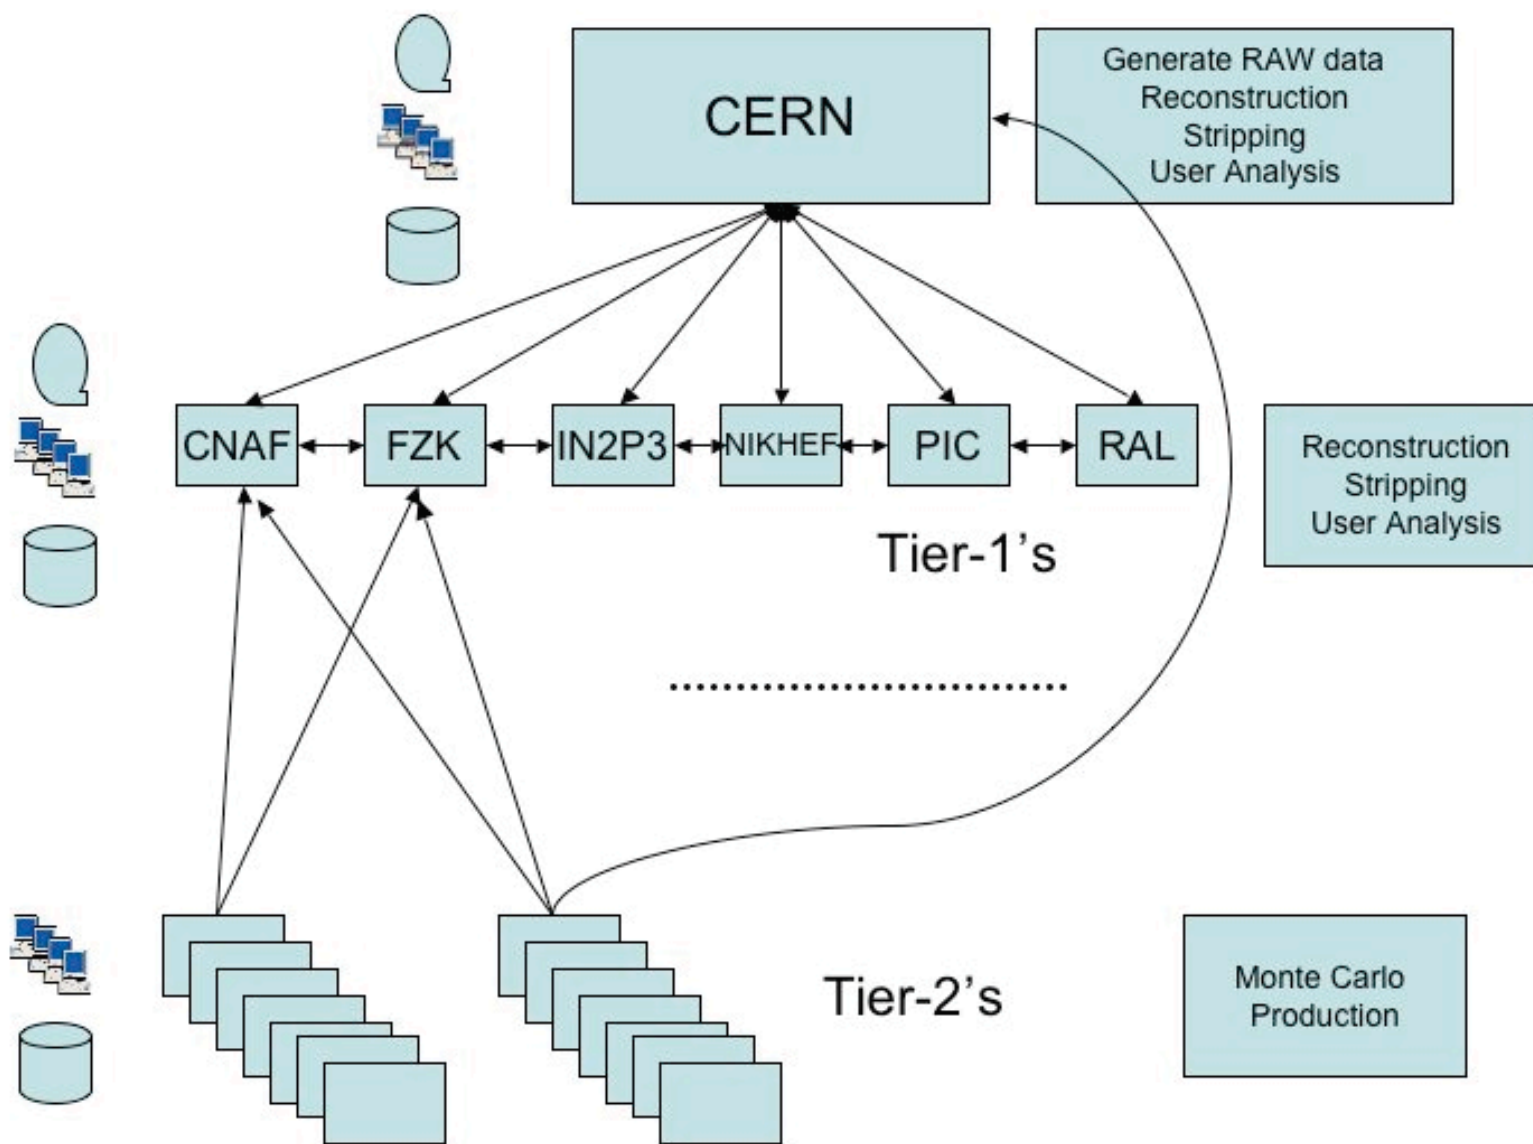 CERN
Generate RAW data
Reconstruction
Stripping
User Analysis
CNAF
FZK
IN2P3
NIKHEF
PIC
RAL
Reconstruction
Stripping
User Analysis
Tier-1's
Tier-2's
Monte Carlo
Production